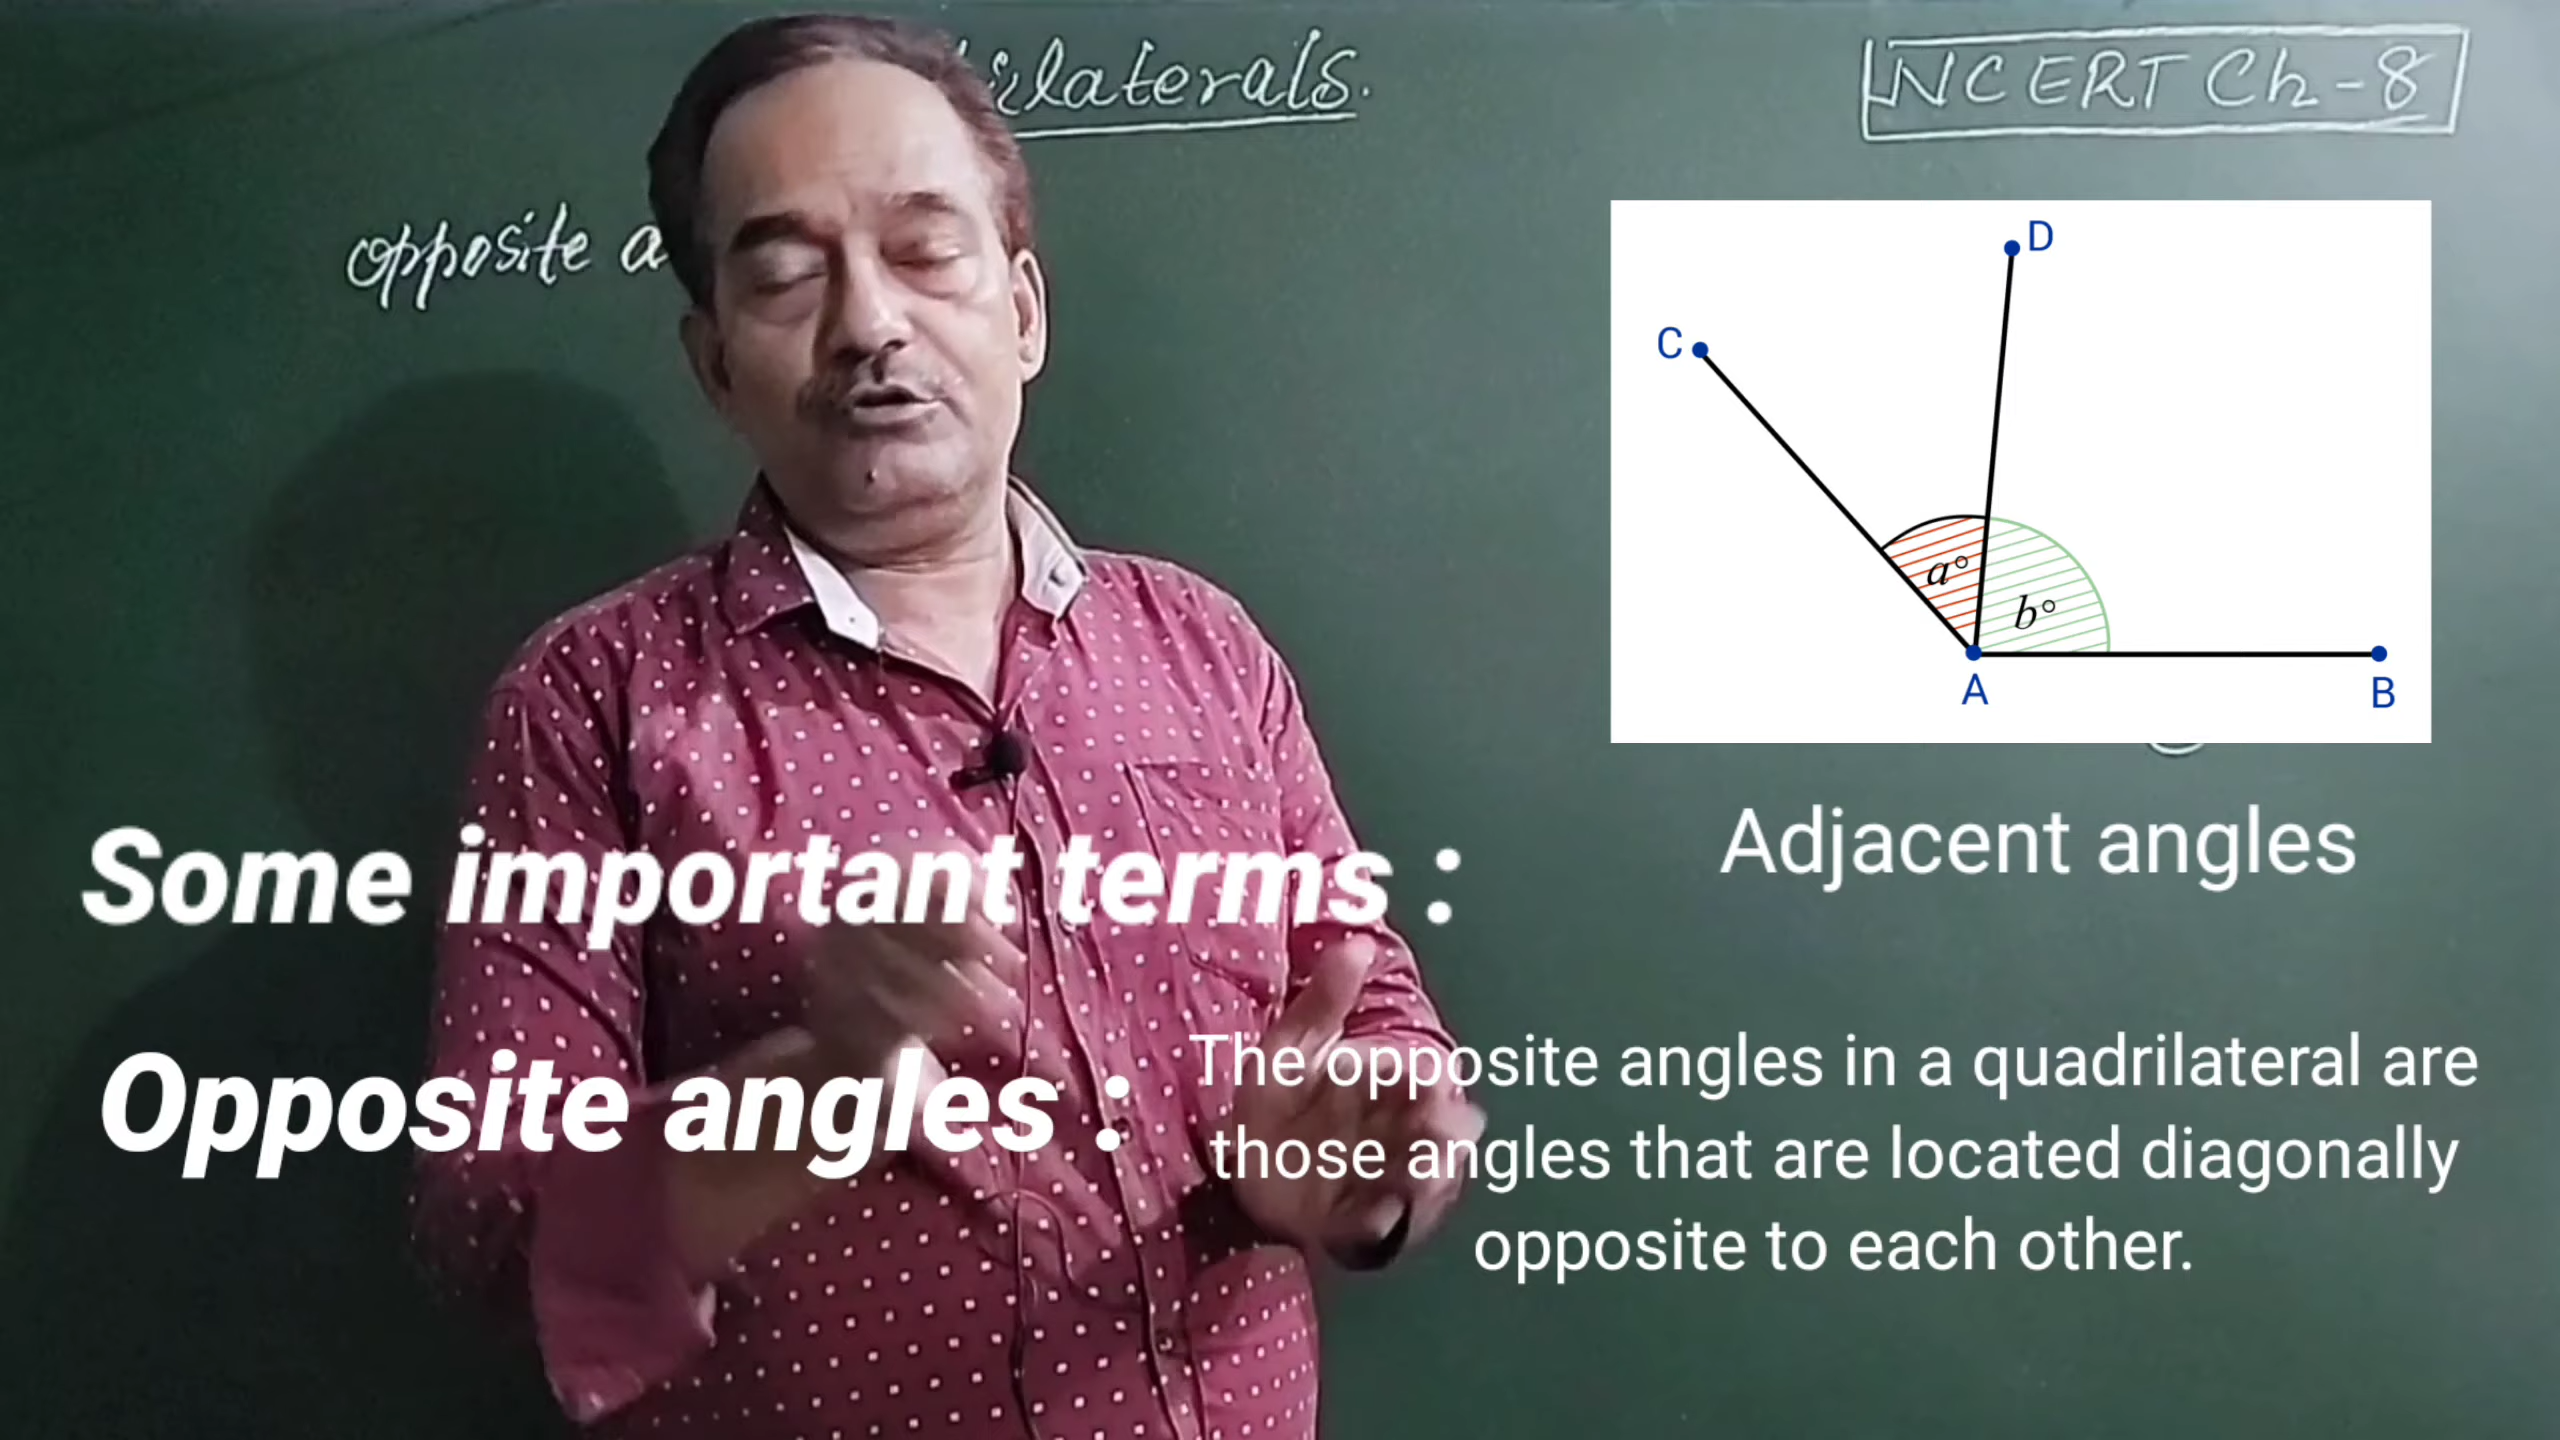 NCERT Ch-8
opposite
D
C
a°
b°
A
B
Adjacent angles
Some important terms :
Opposite angles :
The opposite angles in a quadrilateral are
those angles that are located diagonally
opposite to each other.